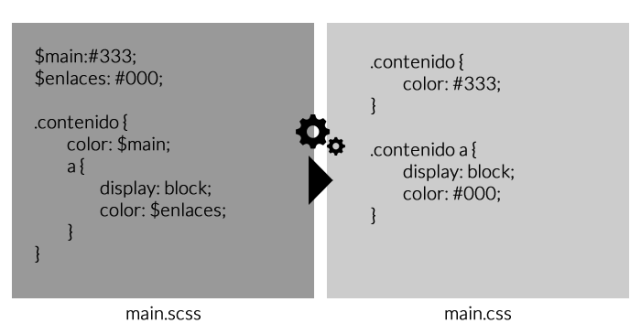 $main:#333;
$enlaces: #000;
.contenido {
color: $main;
a {
display: block;
color: $enlaces;
}
}
main.scss
.contenido {
color: #333;
}
.contenido a {
display: block;
color: #000;
}
main.css